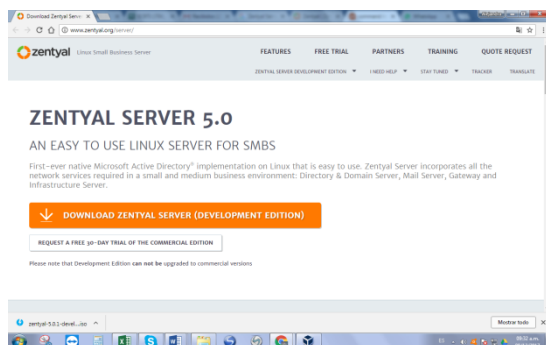 Download Zentyal Serve
www.zentyal.org/server/
zentyal Linux Small Business Server
FEATURES FREE TRIAL PARTNERS TRAINING QUOTE REQUEST
ZENTYAL SERVER DEVELOPMENT EDITION I NEED HELP STAY TUNED TRACKER TRANSLATE
ZENTYAL SERVER 5.0
AN EASY TO USE LINUX SERVER FOR SMBS
First-ever native Microsoft Active Directory® implementation on Linux that is easy to use. Zentyal Server incorporates all the
network services required in a small and medium business environment: Directory & Domain Server, Mail Server, Gateway and
Infrastructure Server.
DOWNLOAD ZENTYAL SERVER (DEVELOPMENT EDITION)
REQUEST A FREE 30-DAY TRIAL OF THE COMMERCIAL EDITION
Please note that Development Edition can not be upgraded to commercial versions
zentyal-5.0.1-devel...iso
Mostrar todo
ES